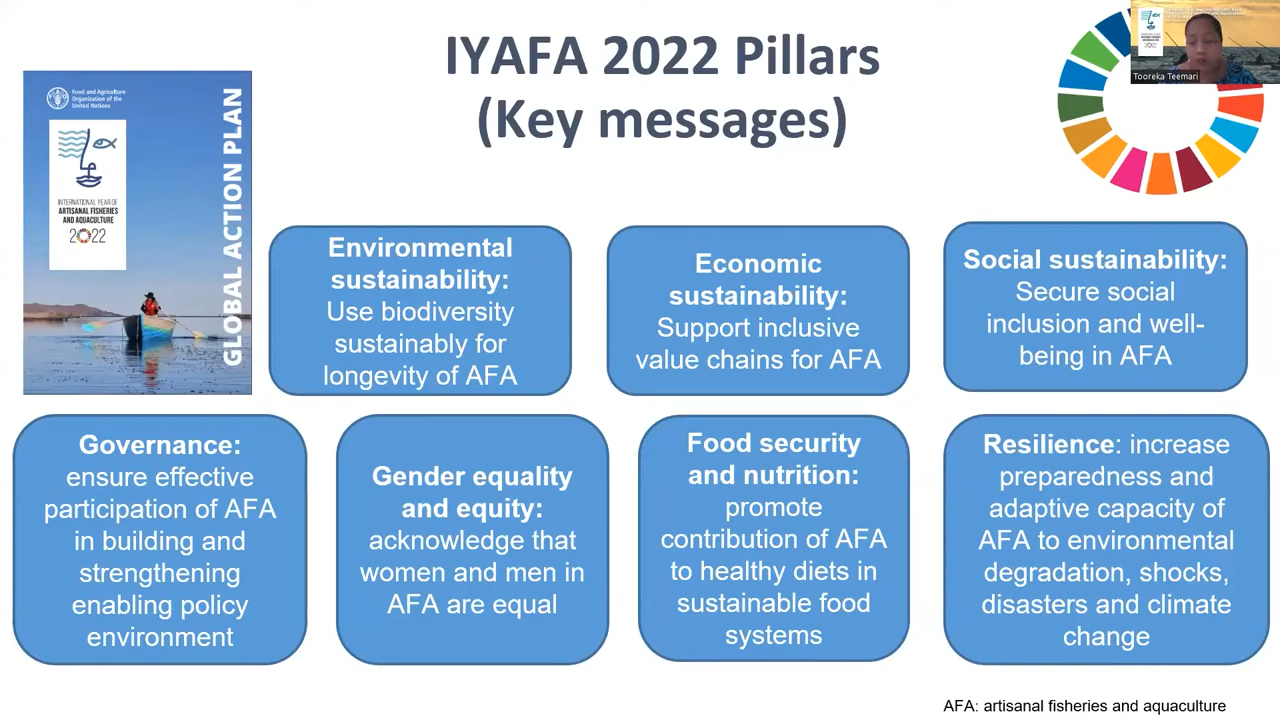 IYAFA 2022 Pillars
(Key messages)
Tooreka Teemari
Food and Agriculture
Organization of the
United Nations
INTERNATIONAL YEAR OF
ARTISANAL FISHERIES
AND AQUACULTURE
2022
GLOBAL ACTION PLAN
Environmental
sustainability:
Use biodiversity
sustainably for
longevity of AFA
Economic
sustainability:
Support inclusive
value chains for AFA
Social sustainability:
Secure social
inclusion and well-
being in AFA
Governance:
ensure effective
participation of AFA
in building and
strengthening
enabling policy
environment
Gender equality
and equity:
acknowledge that
women and men in
AFA are equal
Food security
and nutrition:
promote
contribution of AFA
to healthy diets in
sustainable food
systems
Resilience: increase
preparedness and
adaptive capacity of
AFA to environmental
degradation, shocks,
disasters and climate
change
AFA: artisanal fisheries and aquaculture